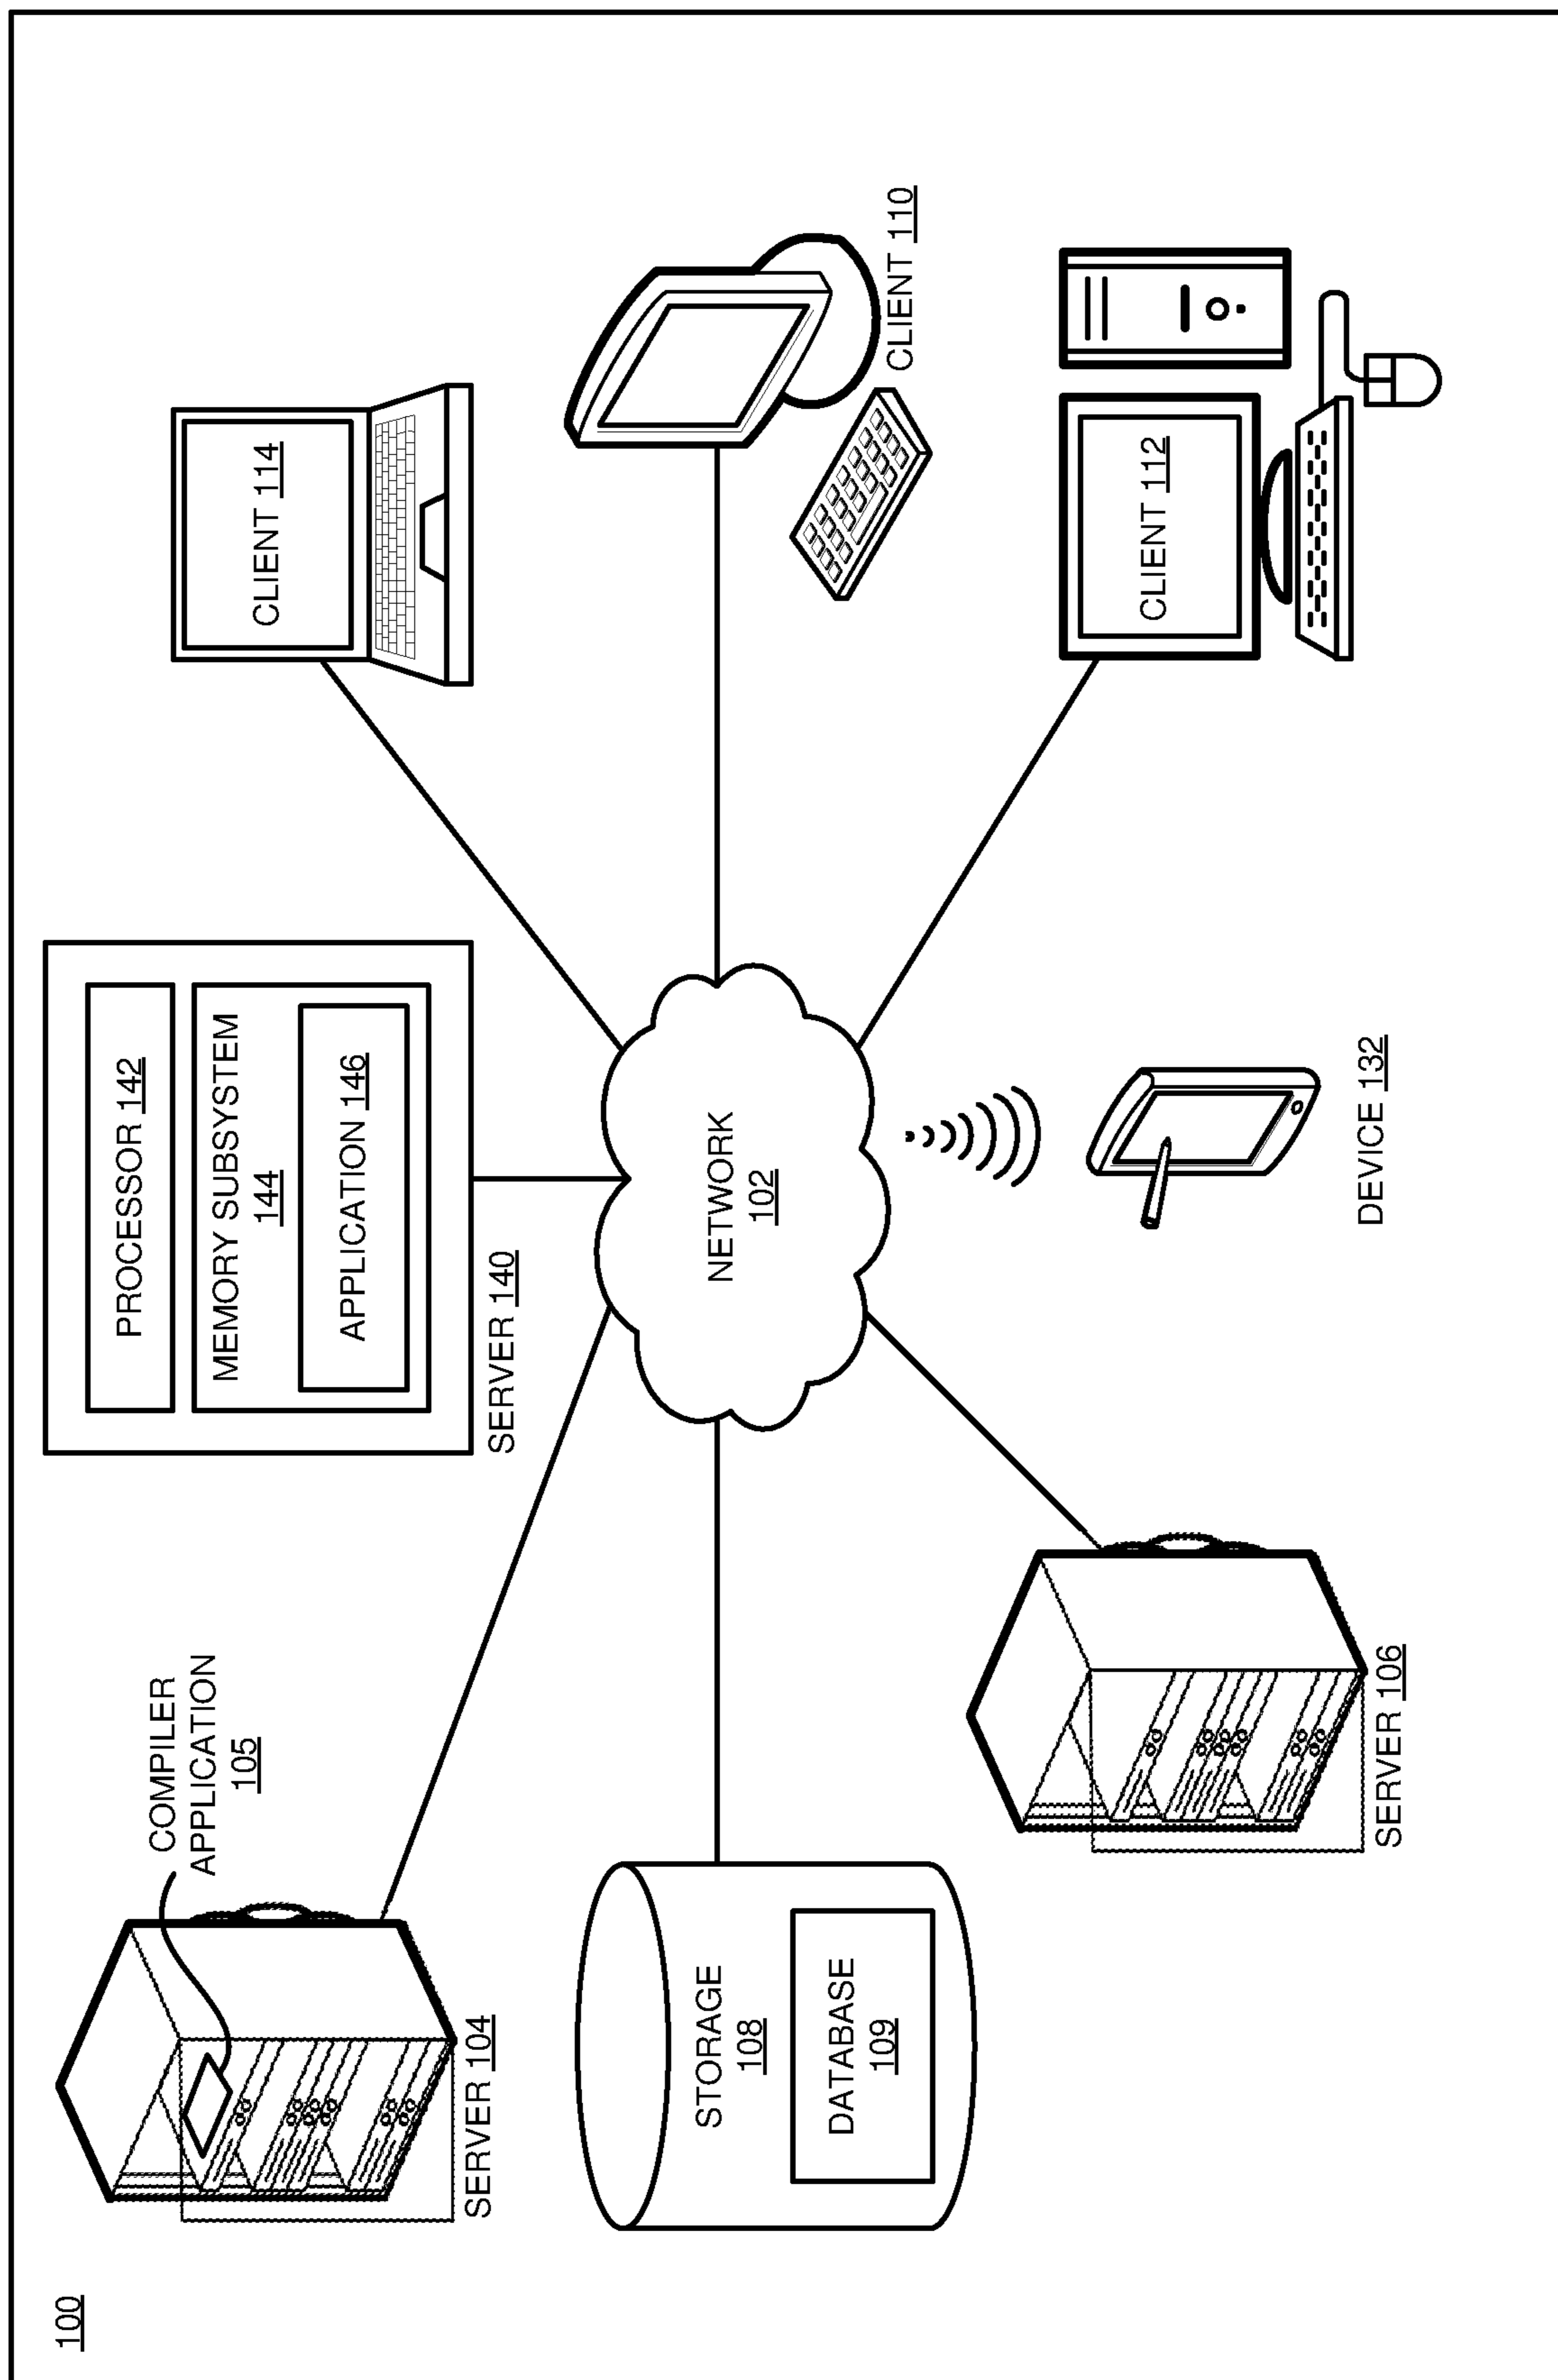 100
COMPILER
APPLICATION
105
SERVER 104
PROCESSOR 142
MEMORY SUBSYSTEM
144
APPLICATION 146
SERVER 140
CLIENT 114
STORAGE
108
DATABASE
109
NETWORK
102
CLIENT 110
SERVER 106
DEVICE 132
CLIENT 112